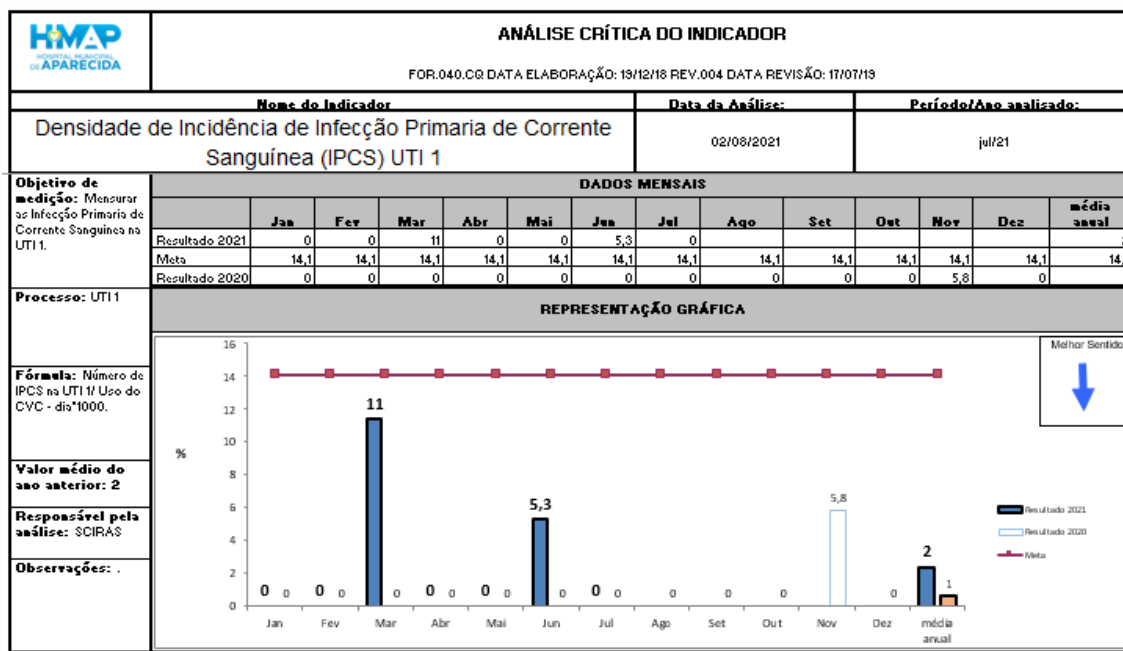 HMAP
HOSPITAL MUNICIPAL
DE APARECIDA
ANÁLISE CRÍTICA DO INDICADOR
FOR.040.CQ DATA ELABORAÇÃO: 19/12/18 REV.004 DATA REVISÃO: 17/07/19
Nome do Indicador Data da Análise: Período/Ano analisado:
Densidade de Incidência de Infecção Primaria de Corrente
Sanguínea (IPCS) UTI 1
02/08/2021
jul/21
Objetivo de
medição: Mensurar
as Infecção Primaria de
Corrente Sanguinea na
UTI 1.
DADOS MENSAIS
Jan Fev Mar Abr Mai Jun Jul Ago Set Out Nov Dez média anual
Resultado 2021 0 0 11 0 0 5,3 0
Meta 14,1 14,1 14,1 14,1 14,1 14,1 14,1 14,1 14,1 14,1 14,1 14,1 14,
Resultado 2020 0 0 0 0 0 0 0 0 0 0 5,8 0
Processo: UTI 1
REPRESENTAÇÃO GRÁFICA
Fórmula: Número de
IPCS na UTI 1/ Uso do
CVC - dia*1000.
Valor médio do
ano anterior: 2
Responsável pela
análise: SCIRAS
Observações: .
Melhor Sentido
%
16
14
12
10
8
6
4
2
0
0 0 0 0 11 0 0 0 0 0 5,3 0 0 0 0 0 0 5,8 0 2 1
Jan Fev Mar Abr Mai Jun Jul Ago Set Out Nov Dez média
anual
Resultado 2021
Resultado 2020
Meta